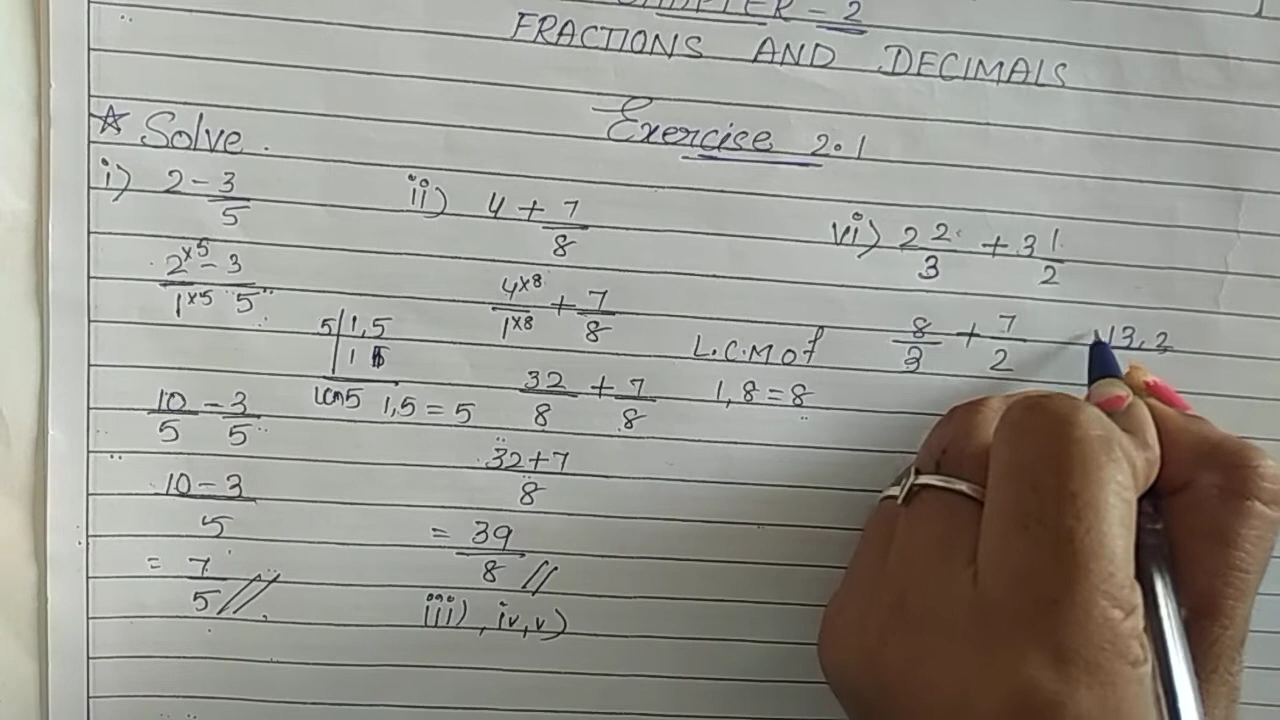 CHAPTER - 2
FRACTIONS AND DECIMALS
Exercise 2.1
☆ Solve.
i) 2 - 3/5
2×5/1×5 - 3/5
5 | 1, 5
1
LCM 1,5 = 5
10/5 - 3/5
10 - 3/5
= 7/5 //
ii) 4 + 7/8
4×8/1×8 + 7/8
L.C.M of
1, 8 = 8
32/8 + 7/8
32+7/8
= 39/8 //
iii), iv, v)
vi) 2 2/3 + 3 1/2
8/3 + 7/2
3, 2